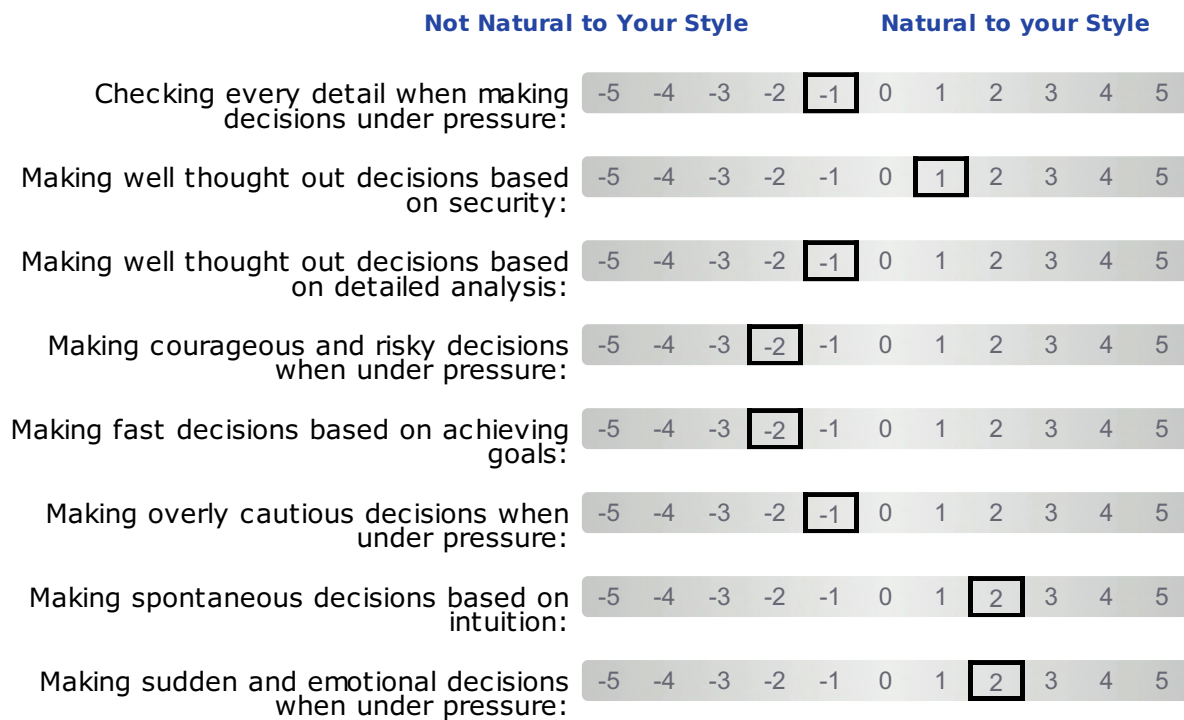 Not Natural to Your Style Natural to your Style
Checking every detail when making
decisions under pressure:
-5 -4 -3 -2 -1 0 1 2 3 4 5
Making well thought out decisions based
on security:
-5 -4 -3 -2 -1 0 1 2 3 4 5
Making well thought out decisions based
on detailed analysis:
-5 -4 -3 -2 -1 0 1 2 3 4 5
Making courageous and risky decisions
when under pressure:
-5 -4 -3 -2 -1 0 1 2 3 4 5
Making fast decisions based on achieving
goals:
-5 -4 -3 -2 -1 0 1 2 3 4 5
Making overly cautious decisions when
under pressure:
-5 -4 -3 -2 -1 0 1 2 3 4 5
Making spontaneous decisions based on
intuition:
-5 -4 -3 -2 -1 0 1 2 3 4 5
Making sudden and emotional decisions
when under pressure:
-5 -4 -3 -2 -1 0 1 2 3 4 5